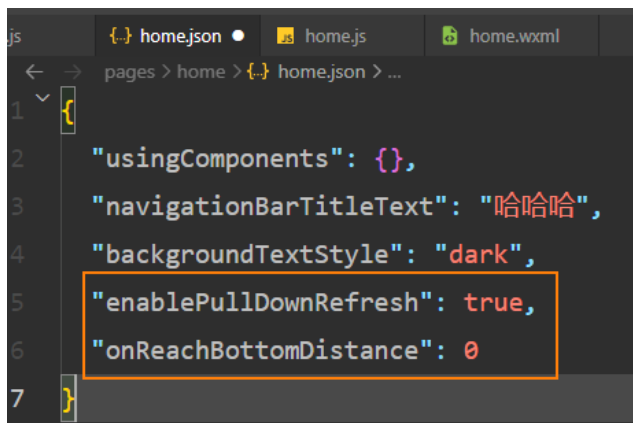 .js {..} home.json ● JS home.js home.wxml
← → pages > home > {..} home.json > ...
1 {
2 "usingComponents": {},
3 "navigationBarTitleText": "哈哈哈",
4 "backgroundTextStyle": "dark",
5 "enablePullDownRefresh": true,
6 "onReachBottomDistance": 0
7 }